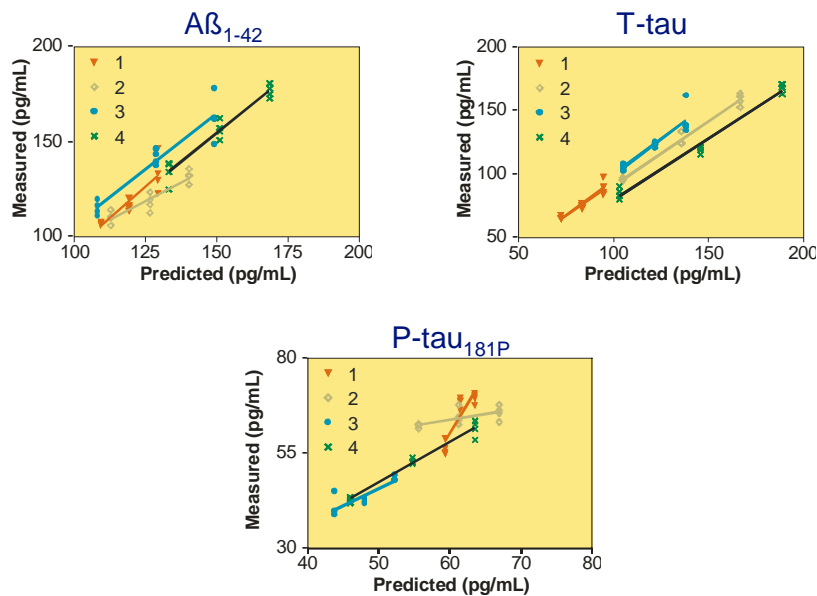 Aß1-42
200
150
100
Measured (pg/mL)
1
2
3
4
100 125 150 175 200
Predicted (pg/mL)
T-tau
200
150
100
50
Measured (pg/mL)
1
2
3
4
50 100 150 200
Predicted (pg/mL)
P-tau181P
80
55
30
Measured (pg/mL)
1
2
3
4
40 50 60 70 80
Predicted (pg/mL)